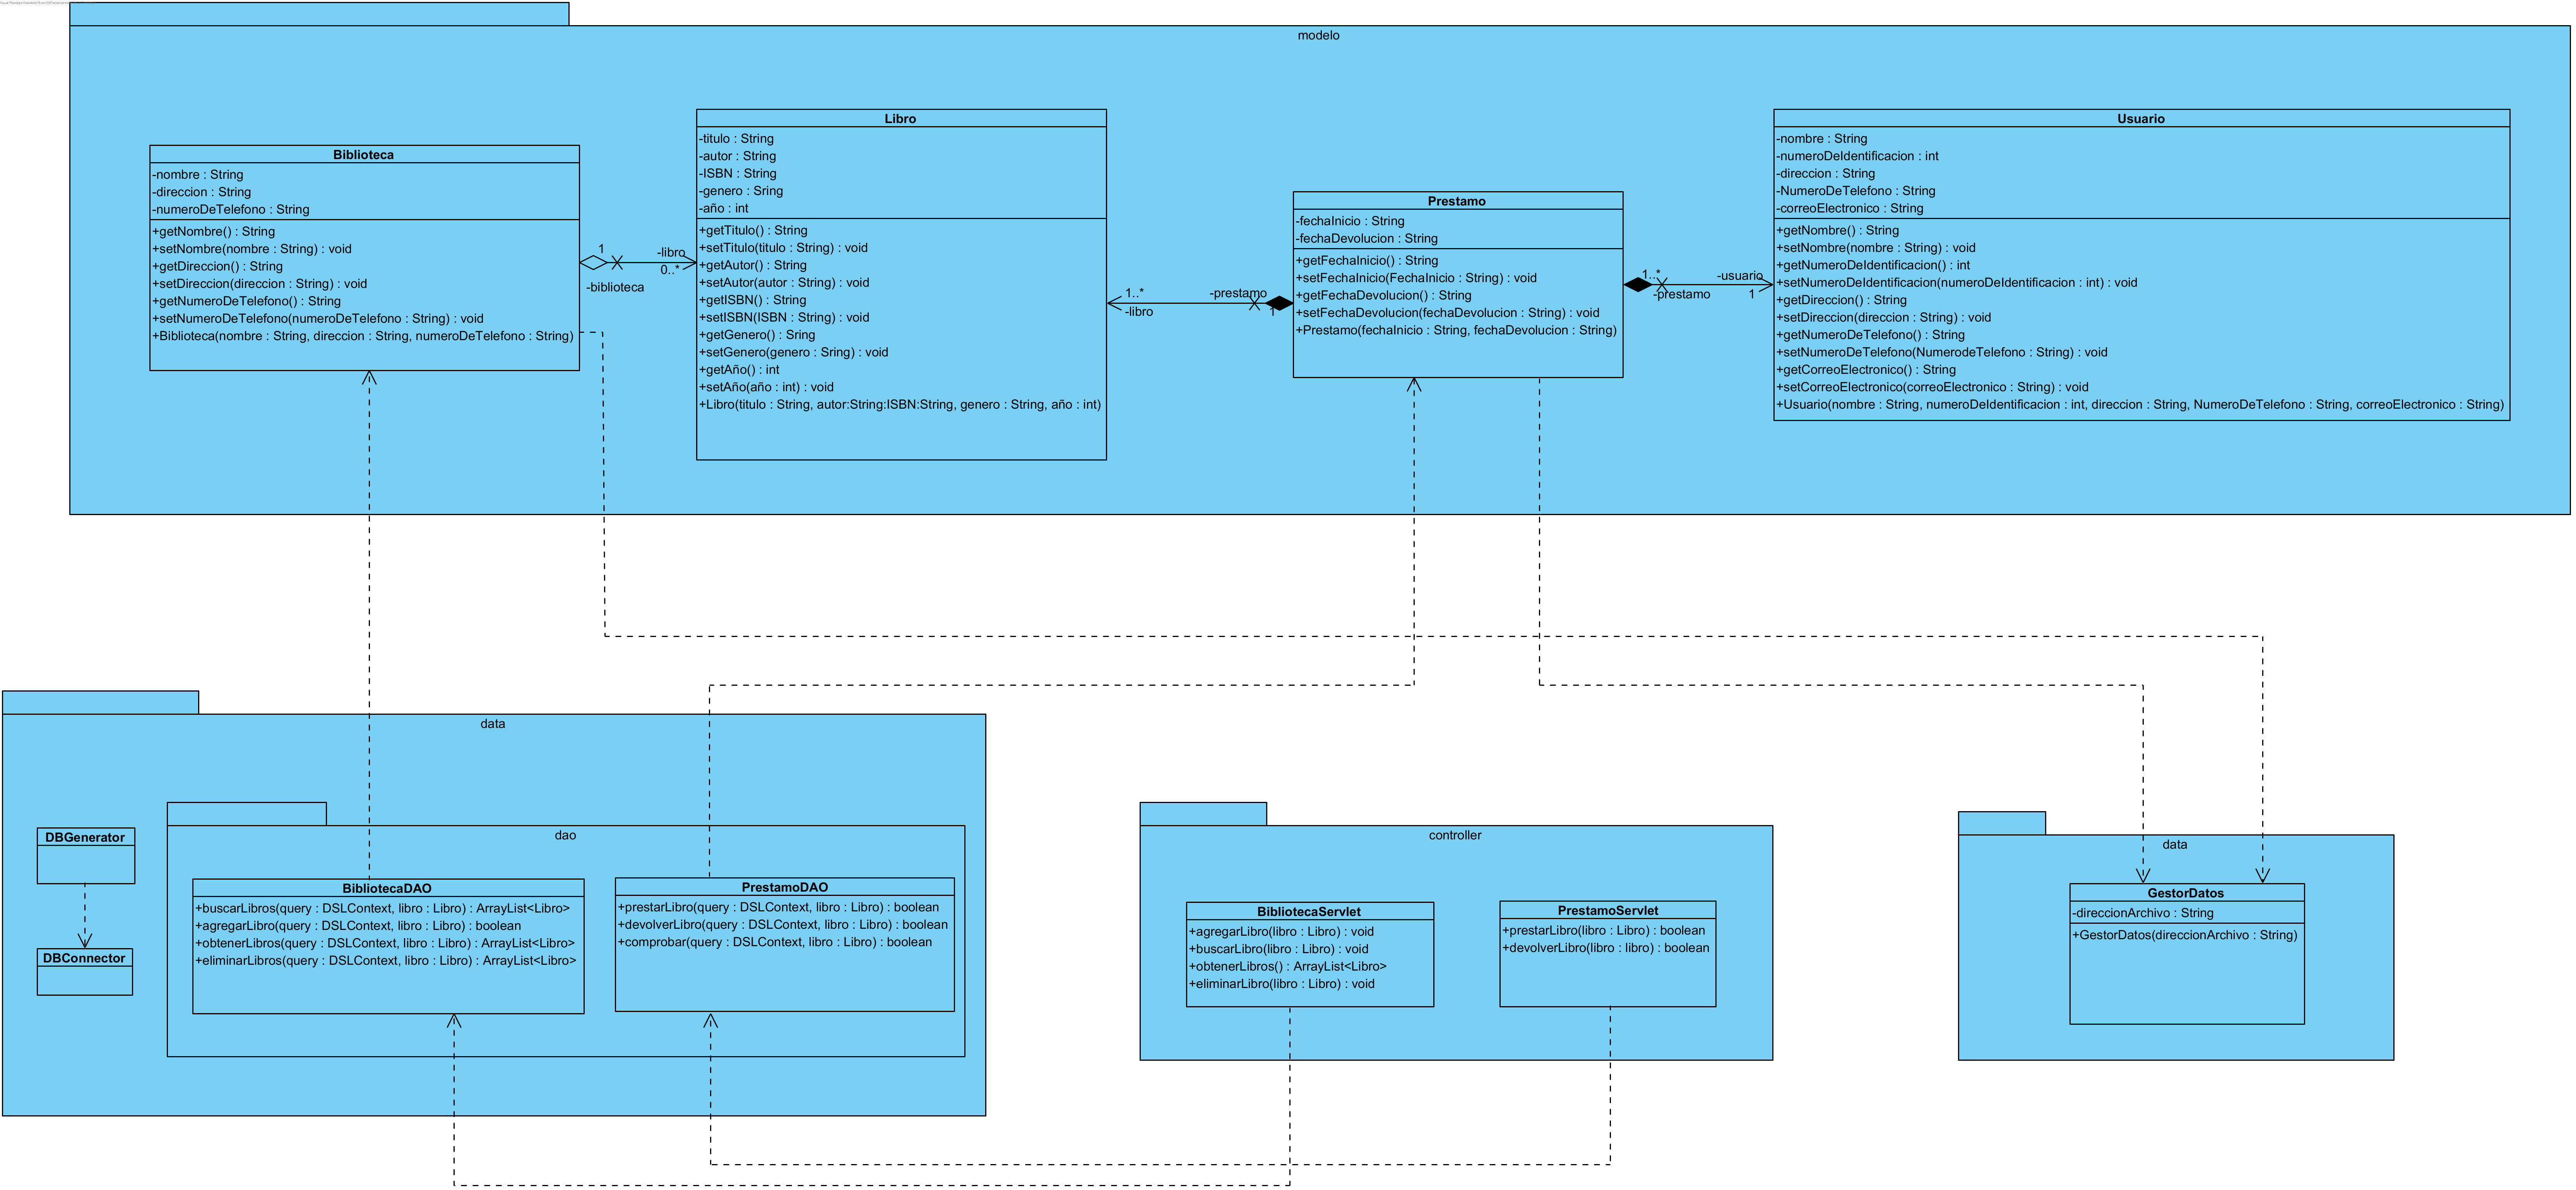 modelo
Biblioteca
-nombre : String
-direccion : String
-numeroDeTelefono : String
+getNombre() : String
+setNombre(nombre : String) : void
+getDireccion() : String
+setDireccion(direccion : String) : void
+getNumeroDeTelefono() : String
+setNumeroDeTelefono(numeroDeTelefono : String) : void
+Biblioteca(nombre : String, direccion : String, numeroDeTelefono : String)
1
-libro
0..*
-biblioteca
Libro
-titulo : String
-autor : String
-ISBN : String
-genero : Sring
-año : int
+getTitulo() : String
+setTitulo(titulo : String) : void
+getAutor() : String
+setAutor(autor : String) : void
+getISBN() : String
+setISBN(ISBN : String) : void
+getGenero() : Sring
+setGenero(genero : Sring) : void
+getAño() : int
+setAño(año : int) : void
+Libro(titulo : String, autor:String:ISBN:String, genero : String, año : int)
1..*
-libro
-prestamo
1
Prestamo
-fechaInicio : String
-fechaDevolucion : String
+getFechaInicio() : String
+setFechaInicio(FechaInicio : String) : void
+getFechaDevolucion() : String
+setFechaDevolucion(fechaDevolucion : String) : void
+Prestamo(fechaInicio : String, fechaDevolucion : String)
1..*
-prestamo
-usuario
1
Usuario
-nombre : String
-numeroDeIdentificacion : int
-direccion : String
-NumeroDeTelefono : String
-correoElectronico : String
+getNombre() : String
+setNombre(nombre : String) : void
+getNumeroDeIdentificacion() : int
+setNumeroDeIdentificacion(numeroDeIdentificacion : int) : void
+getDireccion() : String
+setDireccion(direccion : String) : void
+getNumeroDeTelefono() : String
+setNumeroDeTelefono(NumerodeTelefono : String) : void
+getCorreoElectronico() : String
+setCorreoElectronico(correoElectronico : String) : void
+Usuario(nombre : String, numeroDeIdentificacion : int, direccion : String, NumeroDeTelefono : String, correoElectronico : String)
data
DBGenerator
DBConnector
dao
BibliotecaDAO
+buscarLibros(query : DSLContext, libro : Libro) : ArrayList<Libro>
+agregarLibro(query : DSLContext, libro : Libro) : boolean
+obtenerLibros(query : DSLContext, libro : Libro) : ArrayList<Libro>
+eliminarLibros(query : DSLContext, libro : Libro) : ArrayList<Libro>
PrestamoDAO
+prestarLibro(query : DSLContext, libro : Libro) : boolean
+devolverLibro(query : DSLContext, libro : Libro) : boolean
+comprobar(query : DSLContext, libro : Libro) : boolean
controller
BibliotecaServlet
+agregarLibro(libro : Libro) : void
+buscarLibro(libro : Libro) : void
+obtenerLibros() : ArrayList<Libro>
+eliminarLibro(libro : Libro) : void
PrestamoServlet
+prestarLibro(libro : Libro) : boolean
+devolverLibro(libro : libro) : boolean
data
GestorDatos
-direccionArchivo : String
+GestorDatos(direccionArchivo : String)